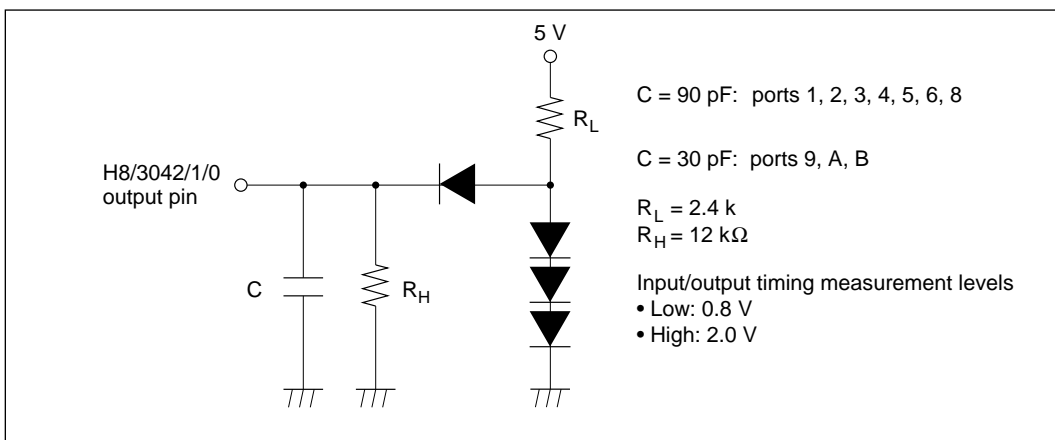 5 V
R_L
C = 90 pF: ports 1, 2, 3, 4, 5, 6, 8
H8/3042/1/0
output pin
C = 30 pF: ports 9, A, B
R_L = 2.4 k
R_H = 12 kΩ
C
R_H
Input/output timing measurement levels
• Low: 0.8 V
• High: 2.0 V